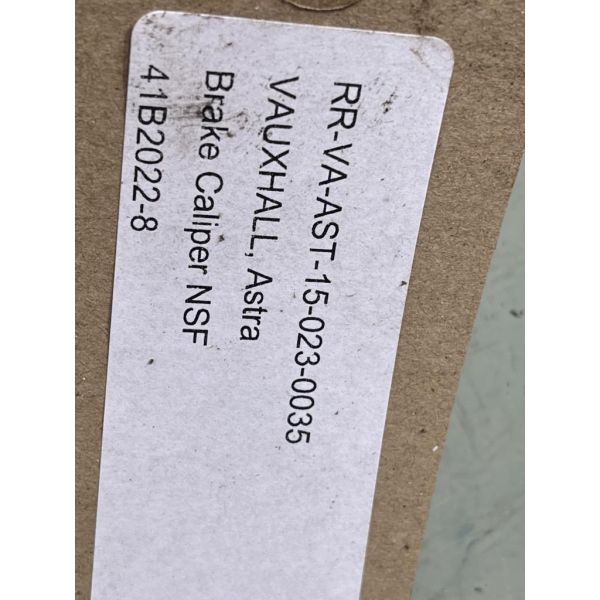 RR-VA-AST-15-023-0035
VAUXHALL, Astra
Brake Caliper NSF
41B2022-8